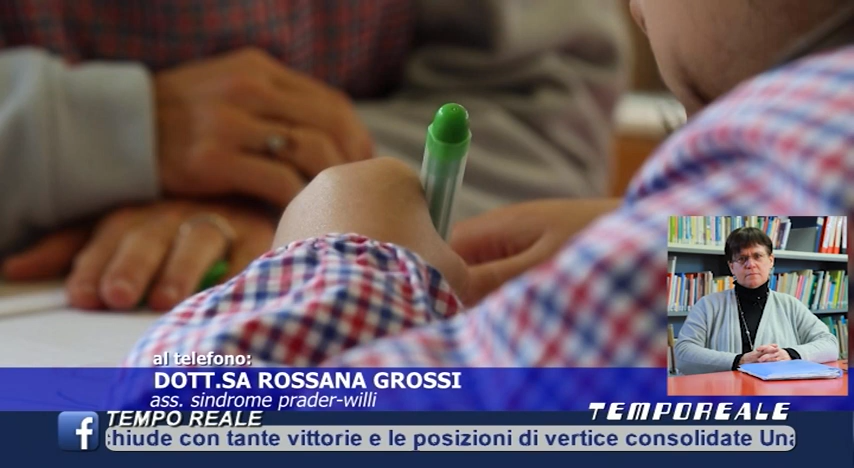 al telefono:
DOTT.SA ROSSANA GROSSI
ass. sindrome prader-willi
TEMPOREALE
f TEMPO REALE
chiude con tante vittorie e le posizioni di vertice consolidate Una